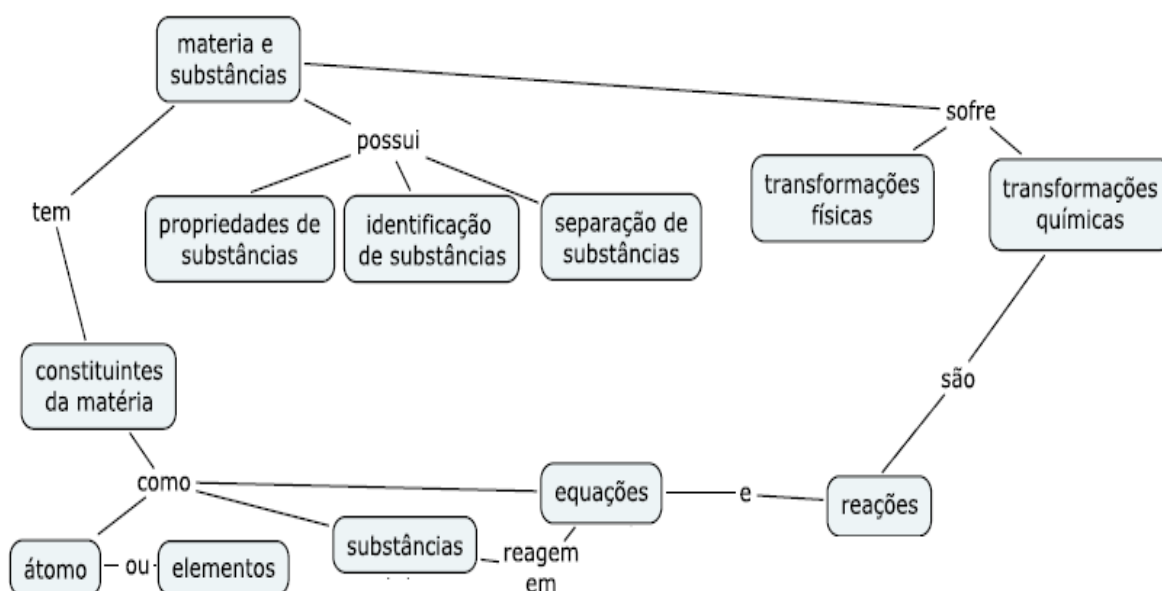 materia e
substâncias
sofre
possui
transformações
físicas
transformações
químicas
tem
propriedades de
substâncias
identificação
de substâncias
separação de
substâncias
constituintes
da matéria
são
como
equações
e
reações
átomo
ou
elementos
substâncias
reagem
em